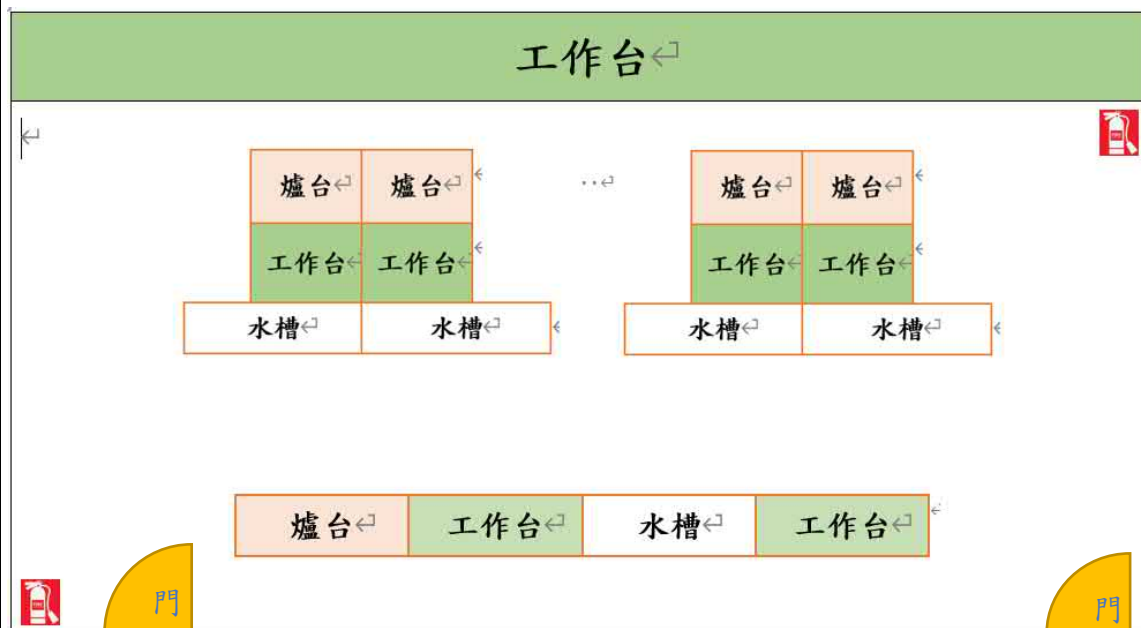 工作台
爐台 爐台 爐台 爐台
工作台 工作台 工作台 工作台
水槽 水槽 水槽 水槽
爐台 工作台 水槽 工作台
門 門